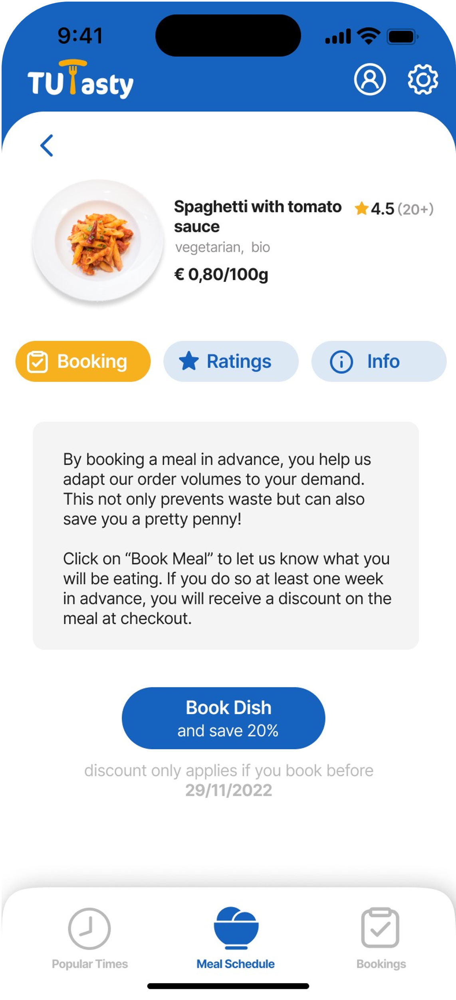 9:41
TUTasty
Spaghetti with tomato
sauce
4.5 (20+)
vegetarian, bio
€ 0,80/100g
Booking
Ratings
Info
By booking a meal in advance, you help us
adapt our order volumes to your demand.
This not only prevents waste but can also
save you a pretty penny!
Click on “Book Meal” to let us know what you
will be eating. If you do so at least one week
in advance, you will receive a discount on the
meal at checkout.
Book Dish
and save 20%
discount only applies if you book before
29/11/2022
Popular Times
Meal Schedule
Bookings